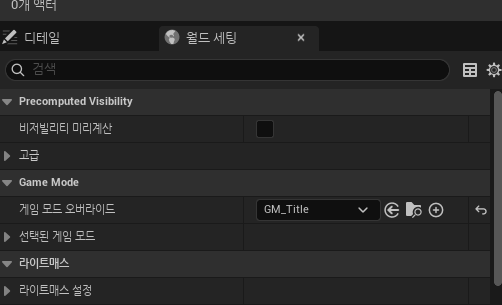 0개 액터
디테일
월드 세팅
검색
Precomputed Visibility
비저빌리티 미리계산
고급
Game Mode
게임 모드 오버라이드 GM_Title
선택된 게임 모드
라이트매스
라이트매스 설정